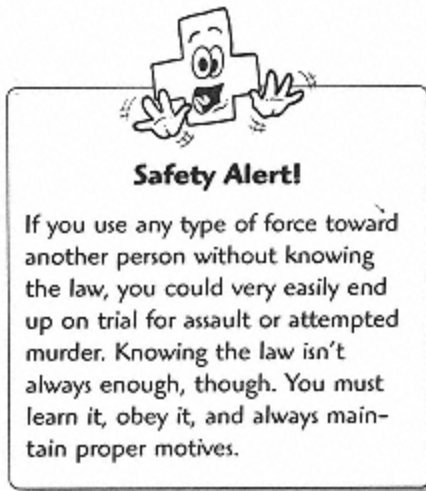 Safety Alert!
If you use any type of force toward
another person without knowing
the law, you could very easily end
up on trial for assault or attempted
murder. Knowing the law isn't
always enough, though. You must
learn it, obey it, and always main-
tain proper motives.